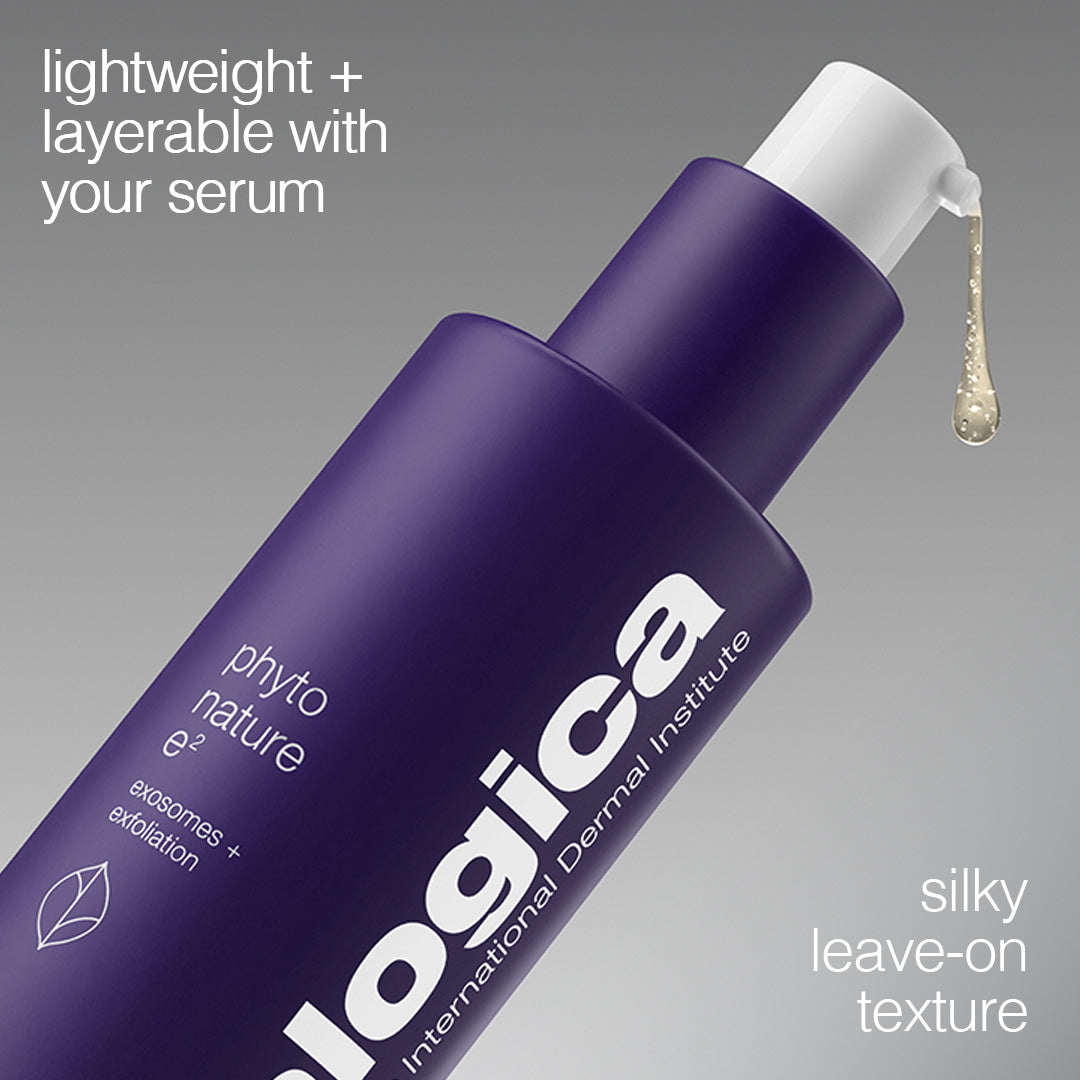 lightweight +
layerable with
your serum
phyto
nature
e²
exosomes +
exfoliation
logica
International Dermal Institute
silky
leave-on
texture